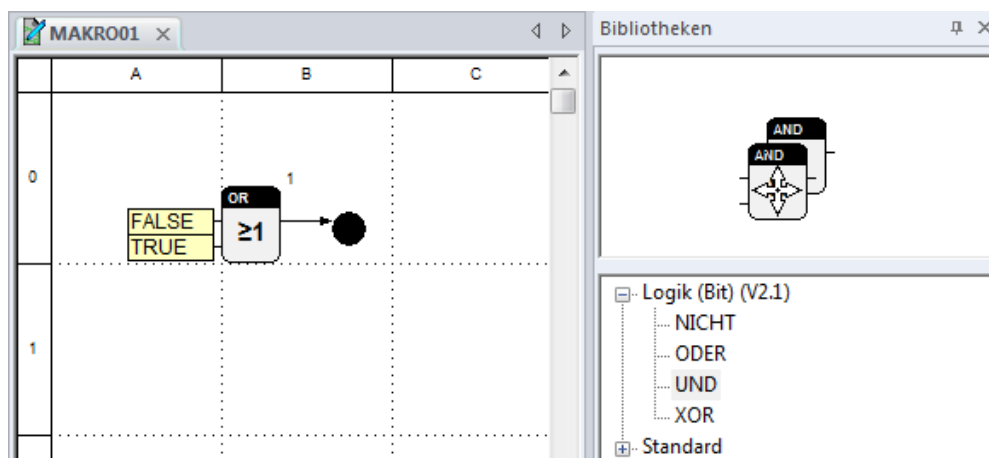 MAKRO01
A B C
0
1
OR
≥1
FALSE
TRUE
1
Bibliotheken
AND
AND
Logik (Bit) (V2.1)
NICHT
ODER
UND
XOR
Standard